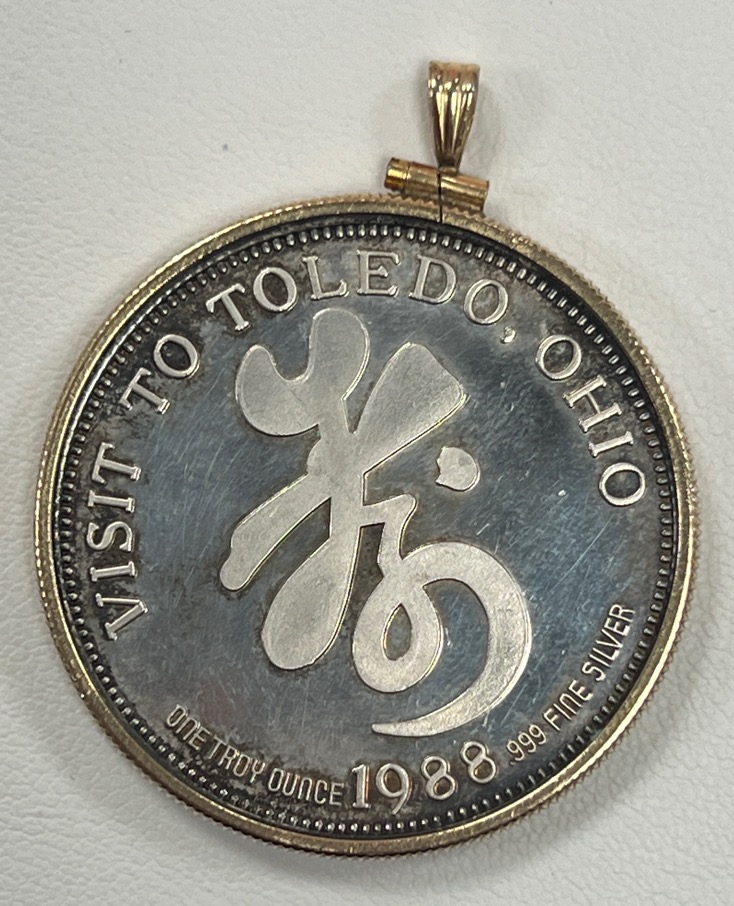 VISIT TO TOLEDO, OHIO
ONE TROY OUNCE 1988 .999 FINE SILVER